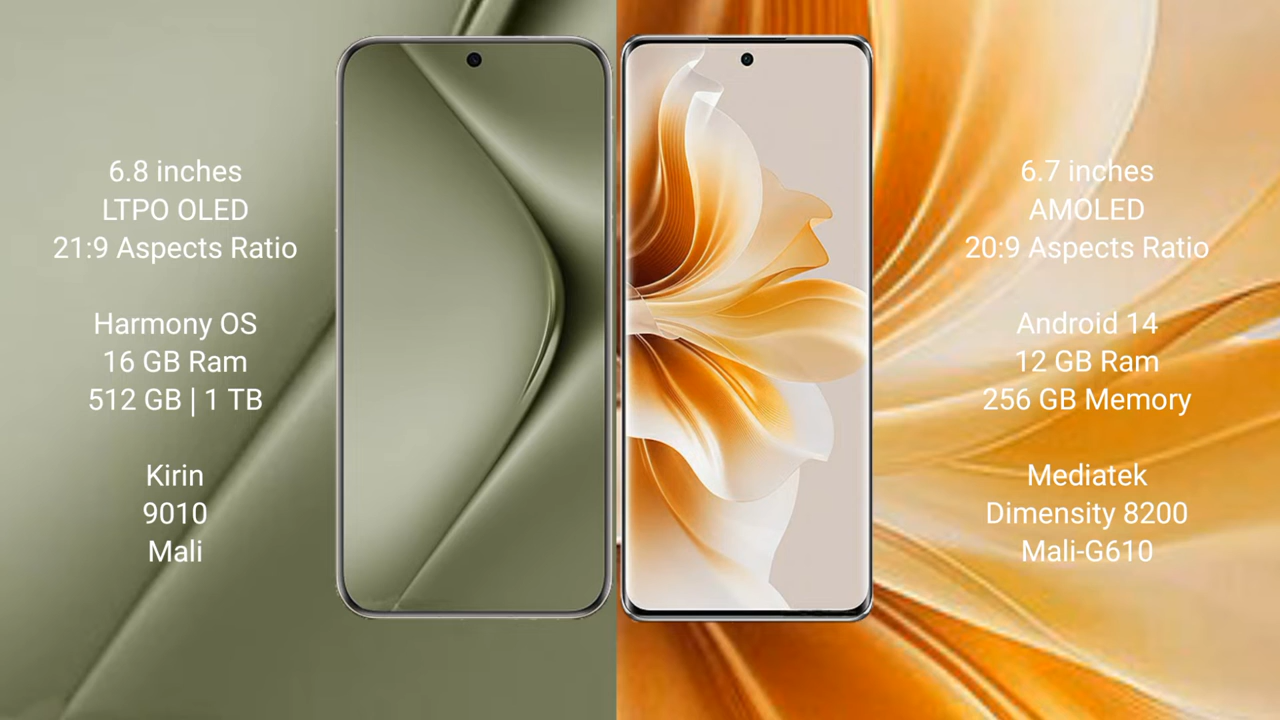 6.8 inches
LTPO OLED
21:9 Aspects Ratio
Harmony OS
16 GB Ram
512 GB | 1 TB
Kirin
9010
Mali
6.7 inches
AMOLED
20:9 Aspects Ratio
Android 14
12 GB Ram
256 GB Memory
Mediatek
Dimensity 8200
Mali-G610